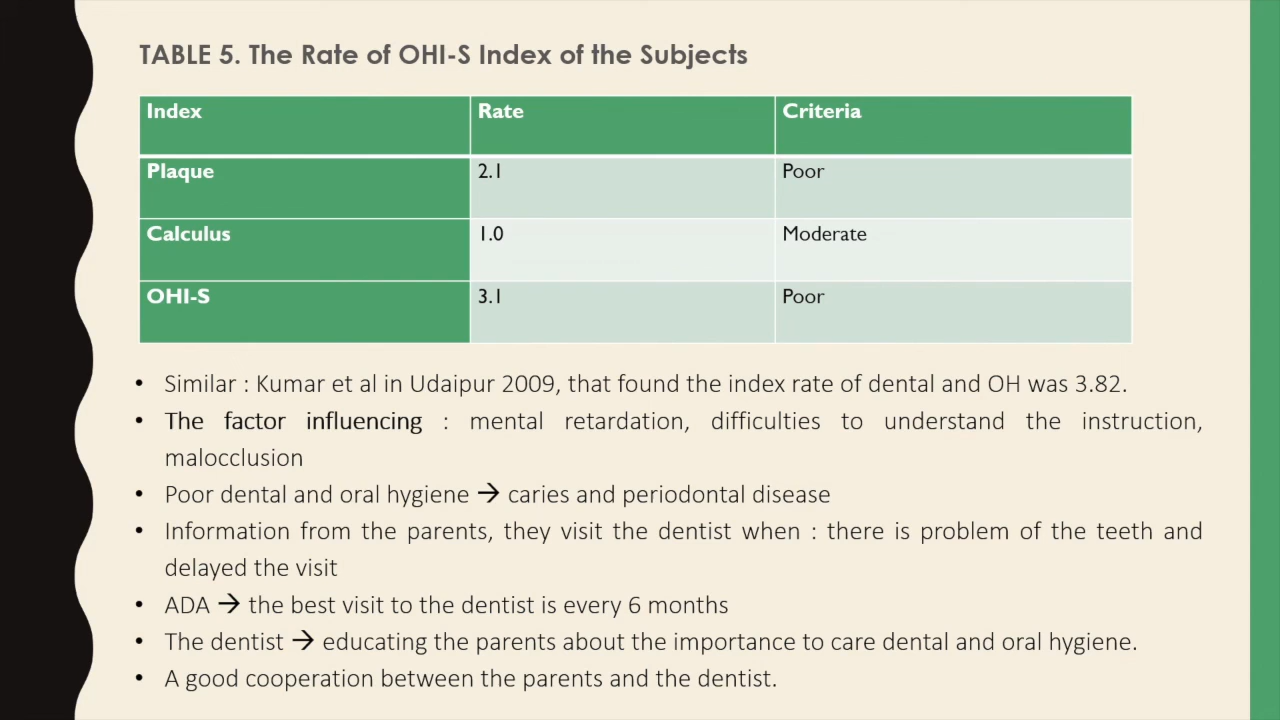 TABLE 5. The Rate of OHI-S Index of the Subjects
Index Rate Criteria
Plaque 2.1 Poor
Calculus 1.0 Moderate
OHI-S 3.1 Poor
• Similar : Kumar et al in Udaipur 2009, that found the index rate of dental and OH was 3.82.
• The factor influencing : mental retardation, difficulties to understand the instruction,
malocclusion
• Poor dental and oral hygiene → caries and periodontal disease
• Information from the parents, they visit the dentist when : there is problem of the teeth and
delayed the visit
• ADA → the best visit to the dentist is every 6 months
• The dentist → educating the parents about the importance to care dental and oral hygiene.
• A good cooperation between the parents and the dentist.